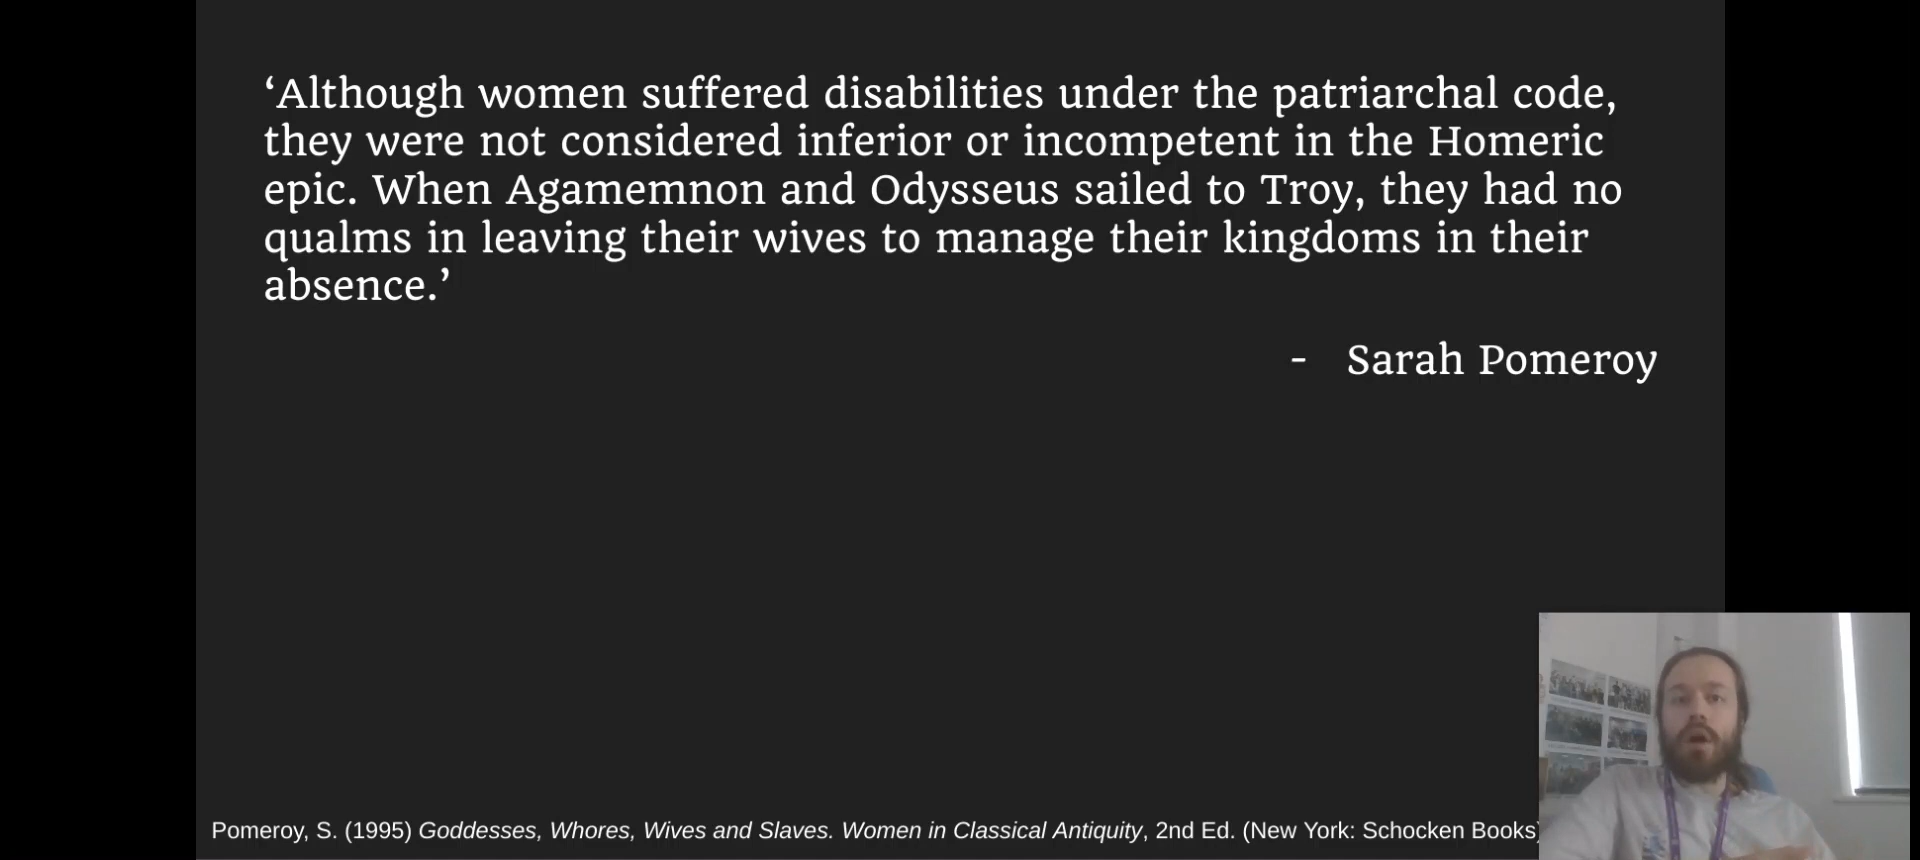 ‘Although women suffered disabilities under the patriarchal code,
they were not considered inferior or incompetent in the Homeric
epic. When Agamemnon and Odysseus sailed to Troy, they had no
qualms in leaving their wives to manage their kingdoms in their
absence.’
- Sarah Pomeroy
Pomeroy, S. (1995) Goddesses, Whores, Wives and Slaves. Women in Classical Antiquity, 2nd Ed. (New York: Schocken Books)